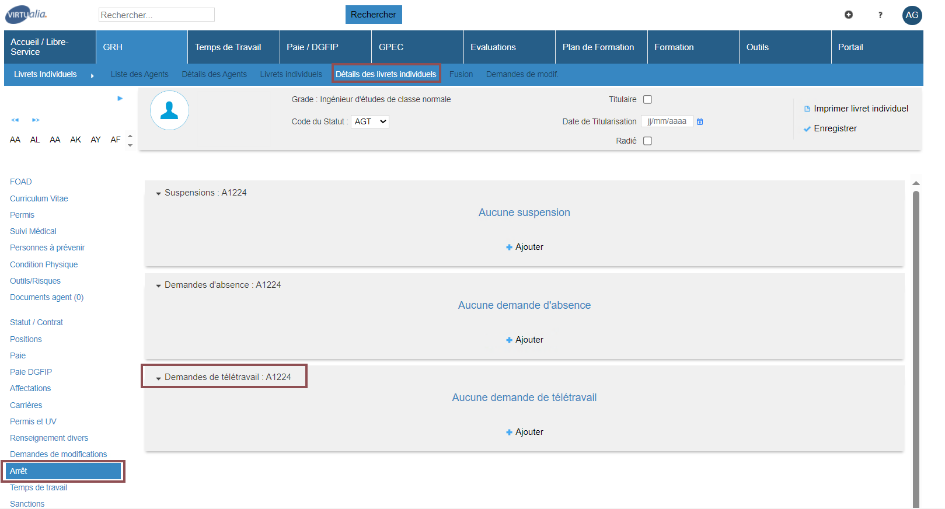 VIRTUalia.
Rechercher...
Rechercher
?
AG
Accueil / Libre-Service
GRH
Temps de Travail
Paie / DGFIP
GPEC
Evaluations
Plan de Formation
Formation
Outils
Portail
Livrets Individuels
Liste des Agents
Détails des Agents
Livrets individuels
Détails des livrets individuels
Fusion
Demandes de modif.
Grade : Ingénieur d'études de classe normale
Titulaire
Imprimer livret individuel
Code du Statut : AGT
Date de Titularisation jj/mm/aaaa
Enregistrer
AA AL AA AK AY AF
Radié
FOAD
Curriculum Vitae
Permis
Suivi Médical
Personnes à prévenir
Condition Physique
Outils/Risques
Documents agent (0)
Statut / Contrat
Positions
Paie
Paie DGFIP
Affectations
Carrières
Permis et UV
Renseignement divers
Demandes de modifications
Arrêt
Temps de travail
Sanctions
Suspensions : A1224
Aucune suspension
Ajouter
Demandes d'absence : A1224
Aucune demande d'absence
Ajouter
Demandes de télétravail : A1224
Aucune demande de télétravail
Ajouter